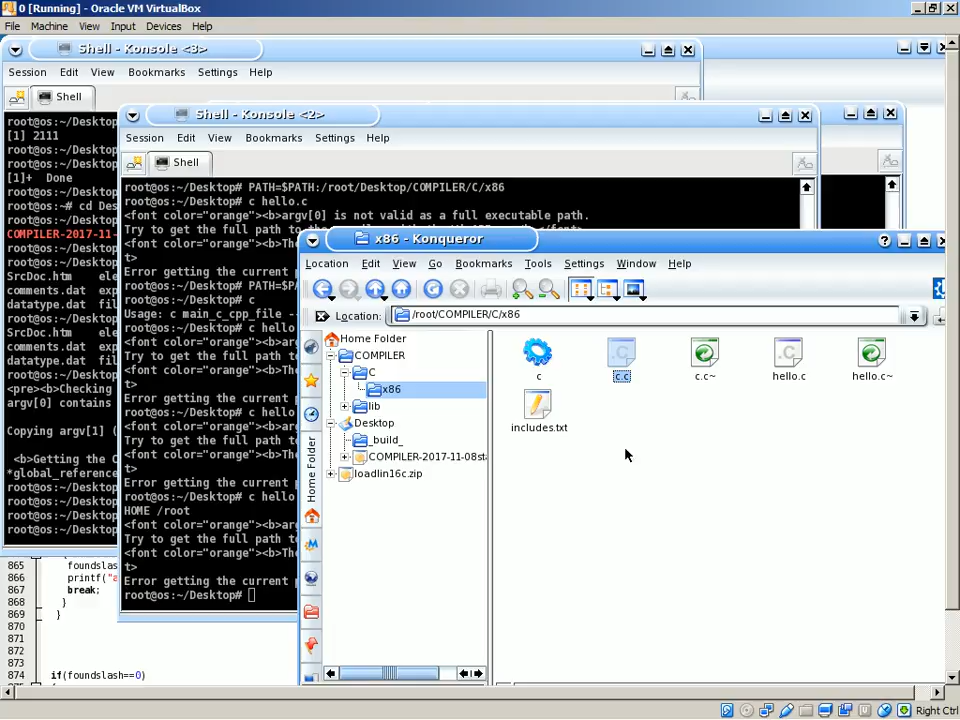 0 [Running] - Oracle VM VirtualBox
File Machine View Input Devices Help
Shell - Konsole <3>
Session Edit View Bookmarks Settings Help
Shell
root@os:~/Desktop
[1] 2111
root@os:~/Desktop
root@os:~/Desktop
[1]+ Done
root@os:~/Desktop
root@os:~/Desktop# cd Des
root@os:~/Desktop
COMPILER-2017-11-
root@os:~/Desktop
root@os:~/Desktop
SrcDoc.htm ele
comments.dat exp
datatype.dat fil
root@os:~/Desktop
SrcDoc.htm ele
comments.dat exp
datatype.dat fil
root@os:~/Desktop
<pre><b>Checking
argv[0] contains
Copying argv[1] (
<b>Getting the C
*global_reference
root@os:~/Desktop
root@os:~/Desktop
root@os:~/Desktop
Shell - Konsole <2>
Session Edit View Bookmarks Settings Help
Shell
root@os:~/Desktop# PATH=$PATH:/root/Desktop/COMPILER/C/x86
root@os:~/Desktop# c hello.c
<font color="orange"><b>argv[0] is not valid as a full executable path.
Try to get the full path to
<font color="orange"><b>The
t>
Error getting the current p
root@os:~/Desktop# PATH=$PA
root@os:~/Desktop# c
Usage: c main_c_cpp_file --
root@os:~/Desktop# c hello
<font color="orange"><b>ar
Try to get the full path to
<font color="orange"><b>The
t>
Error getting the current p
root@os:~/Desktop# c hello
<font color="orange"><b>ar
Try to get the full path to
<font color="orange"><b>The
t>
Error getting the current p
root@os:~/Desktop# c hello
HOME /root
<font color="orange"><b>ar
Try to get the full path to
<font color="orange"><b>The
t>
Error getting the current p
root@os:~/Desktop#
x86 - Konqueror
Location Edit View Go Bookmarks Tools Settings Window Help
Location: /root/COMPILER/C/x86
Home Folder
Home Folder
COMPILER
C
x86
lib
Desktop
_build_
COMPILER-2017-11-08st
loadlin16c.zip
c c.c c.c~ hello.c hello.c~
includes.txt
865 foundslas
866 printf("a
867 break;
868 }
869 }
870
871
872
873
874 if(foundslash==0)
Right Ctrl